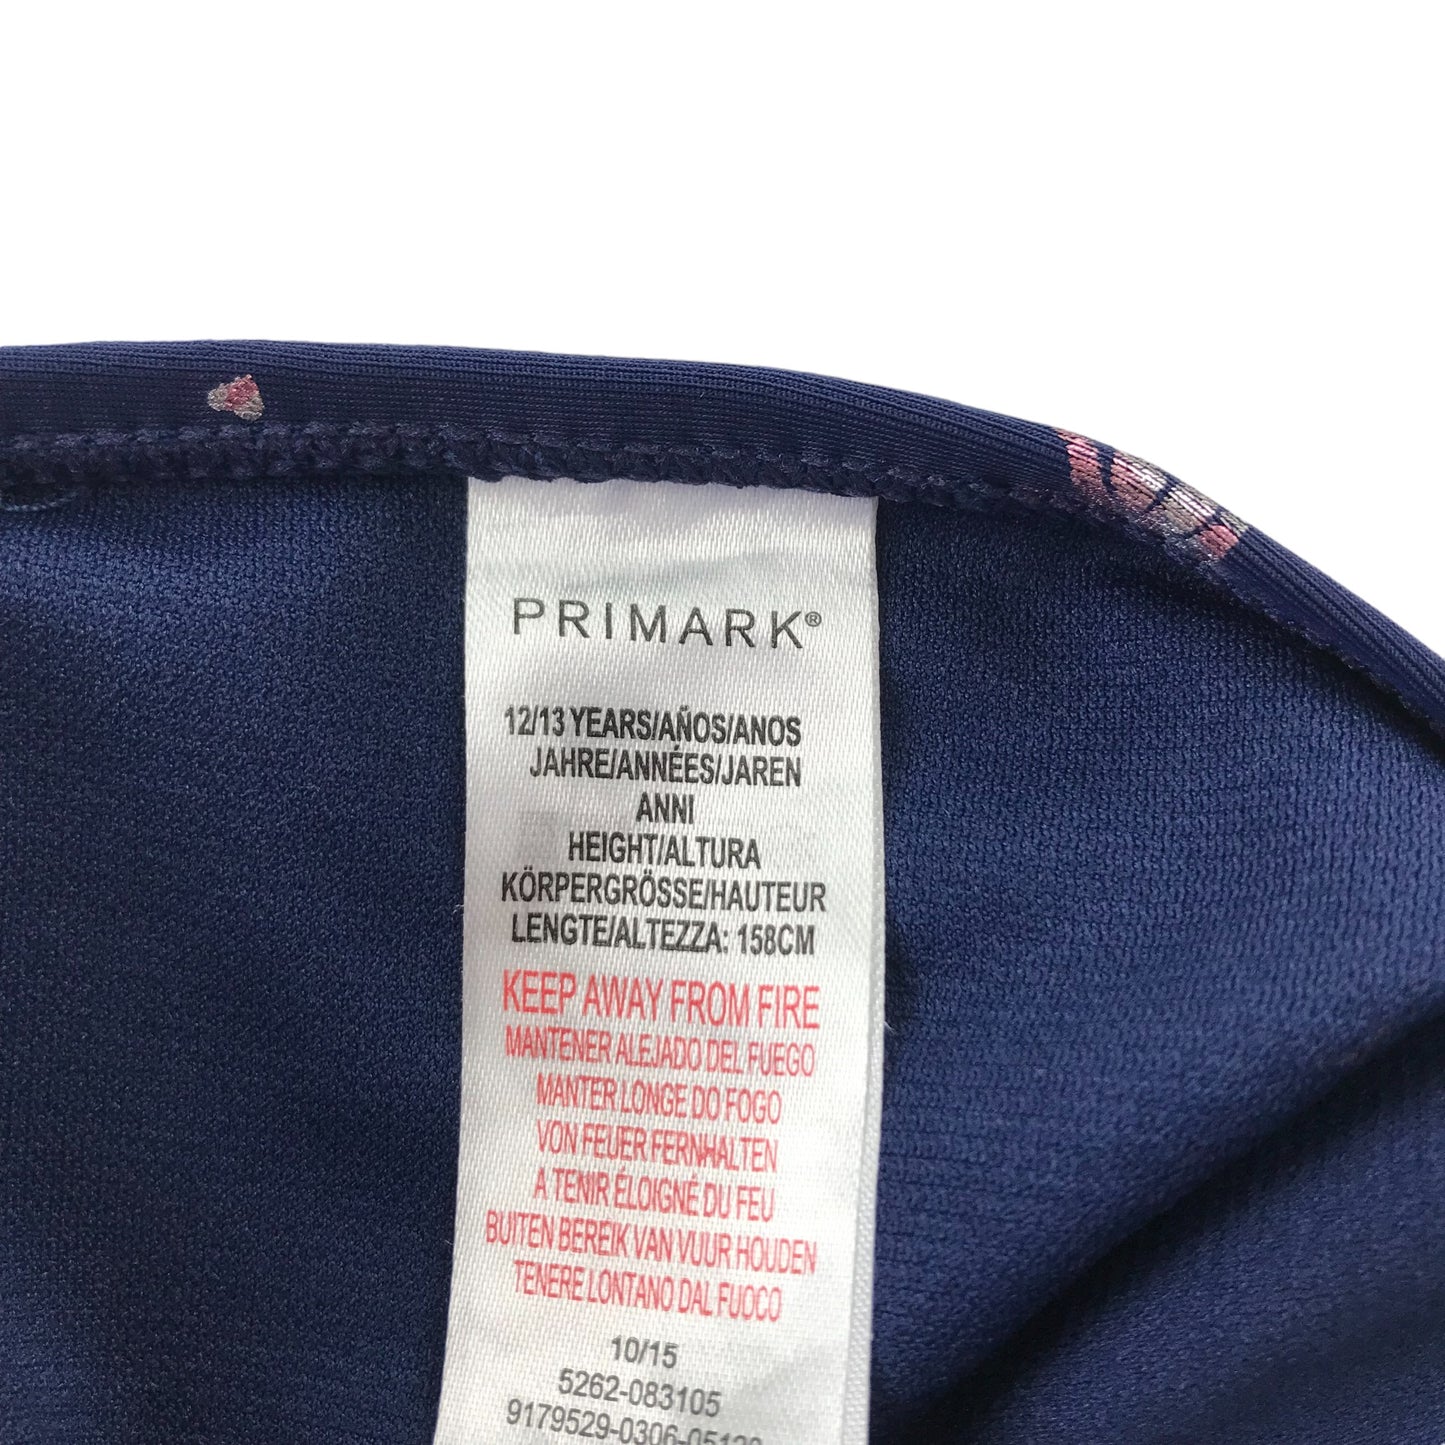 PRIMARK®
12/13 YEARS/AÑOS/ANOS
JAHRE/ANNÉES/JAREN
ANNI
HEIGHT/ALTURA
KÖRPERGRÖSSE/HAUTEUR
LENGTE/ALTEZZA: 158CM
KEEP AWAY FROM FIRE
MANTENER ALEJADO DEL FUEGO
MANTER LONGE DO FOGO
VON FEUER FERNHALTEN
A TENIR ÉLOIGNÉ DU FEU
BUITEN BEREIK VAN VUUR HOUDEN
TENERE LONTANO DAL FUOCO
10/15
5262-083105